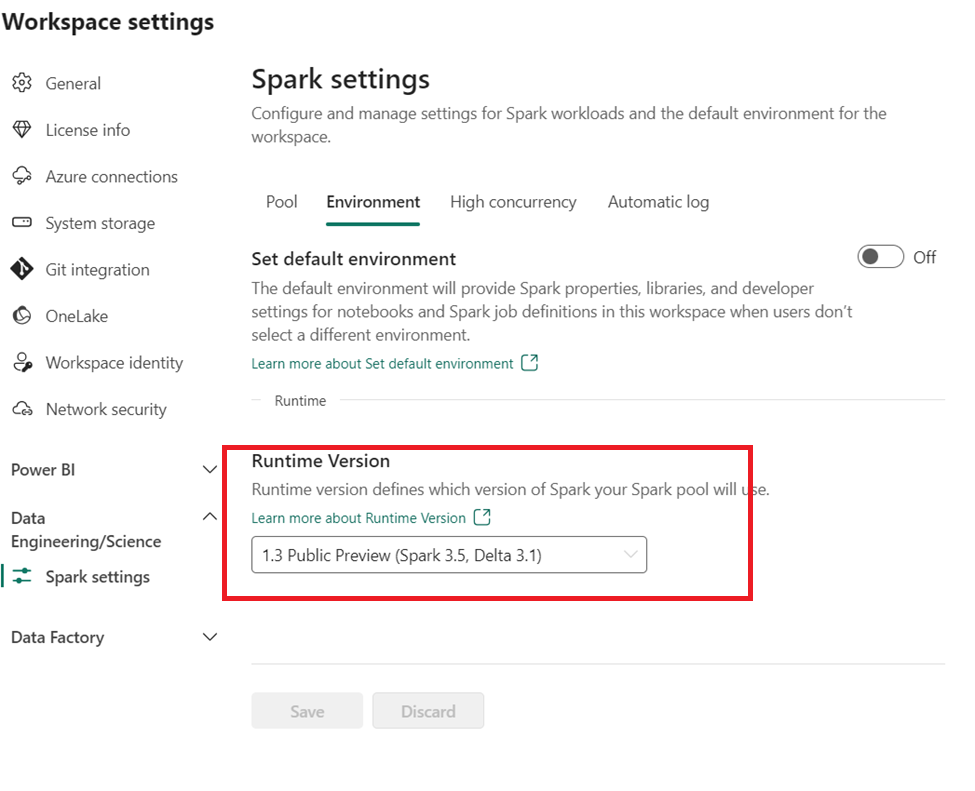 Workspace settings
General
License info
Azure connections
System storage
Git integration
OneLake
Workspace identity
Network security
Power BI
Data
Engineering/Science
Spark settings
Data Factory
Spark settings
Configure and manage settings for Spark workloads and the default environment for the
workspace.
Pool Environment High concurrency Automatic log
Set default environment Off
The default environment will provide Spark properties, libraries, and developer
settings for notebooks and Spark job definitions in this workspace when users don’t
select a different environment.
Learn more about Set default environment
Runtime
Runtime Version
Runtime version defines which version of Spark your Spark pool will use.
Learn more about Runtime Version
1.3 Public Preview (Spark 3.5, Delta 3.1)
Save Discard